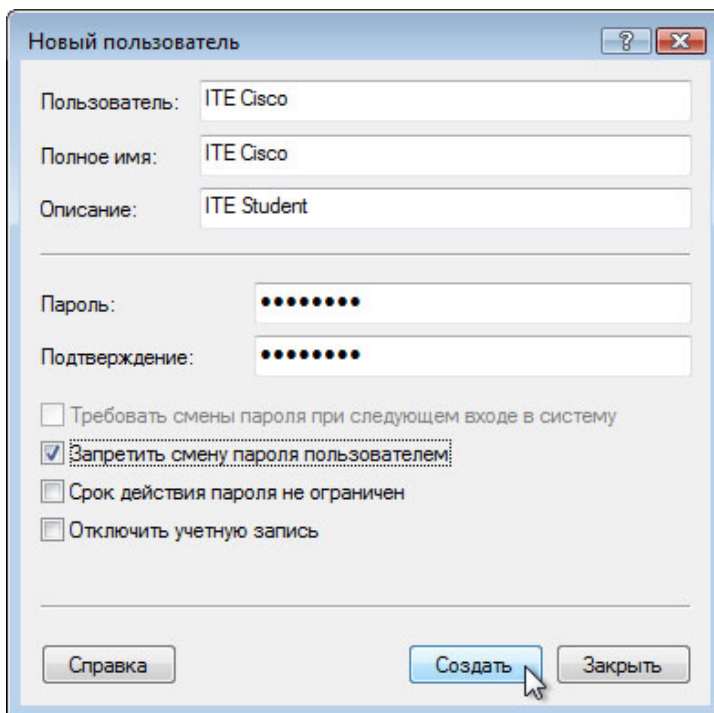 Новый пользователь
Пользователь: ITE Cisco
Полное имя: ITE Cisco
Описание: ITE Student
Пароль: ●●●●●●●●
Подтверждение: ●●●●●●●●
Требовать смены пароля при следующем входе в систему
Запретить смену пароля пользователем
Срок действия пароля не ограничен
Отключить учетную запись
Справка Создать Закрыть